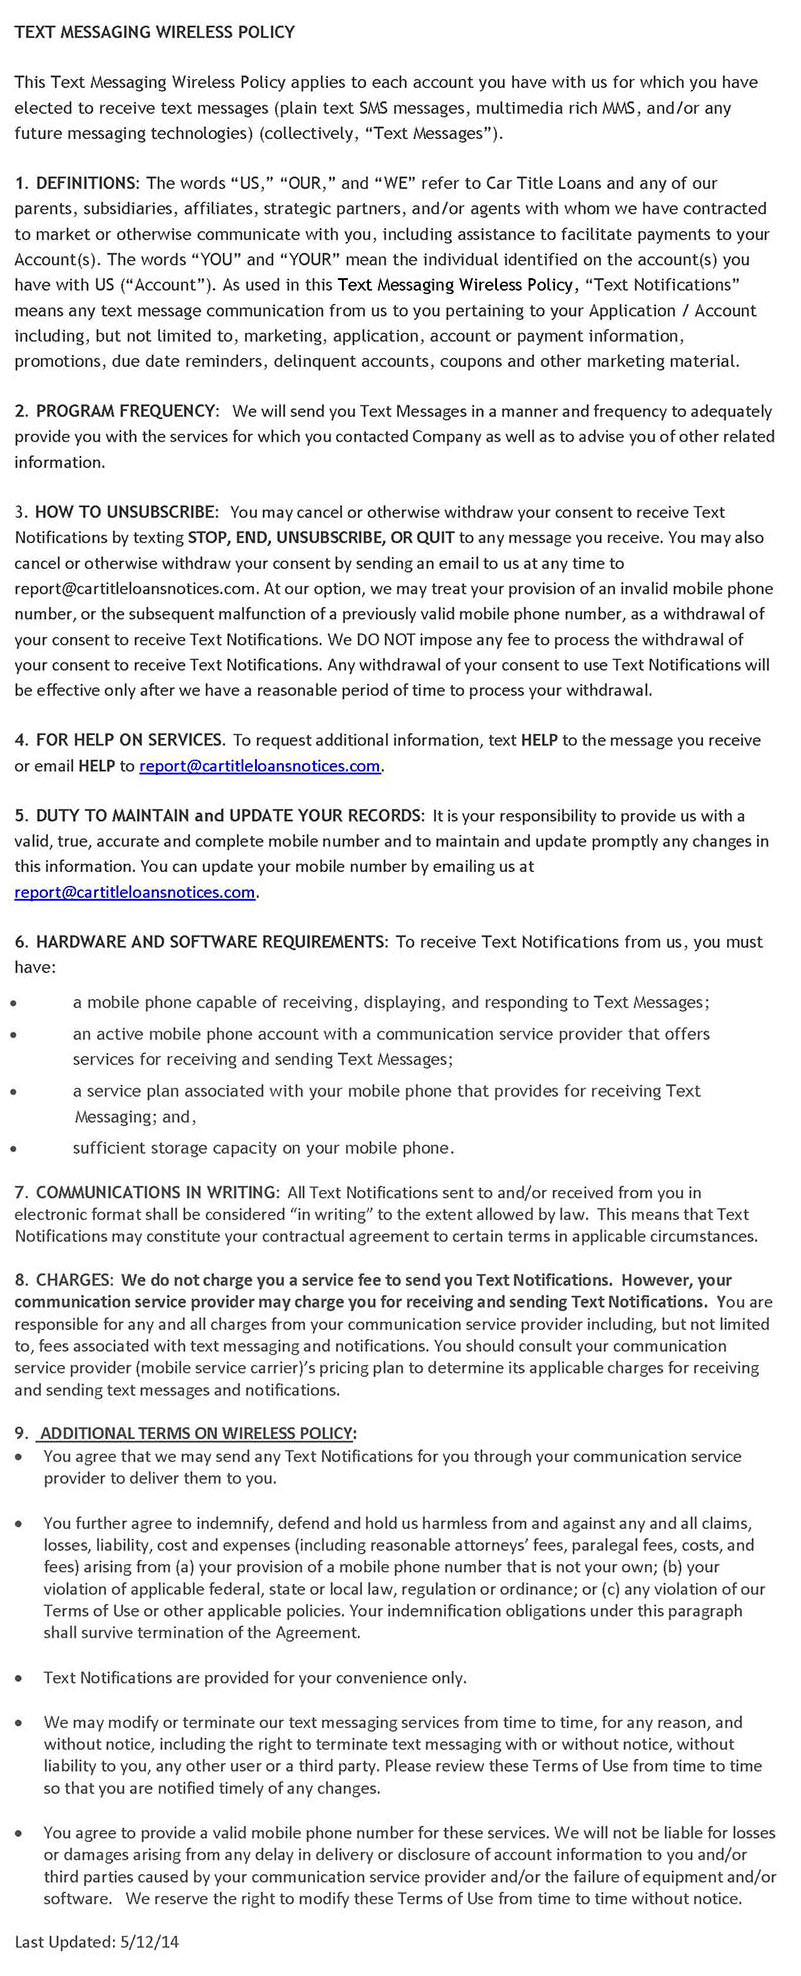 TEXT MESSAGING WIRELESS POLICY
This Text Messaging Wireless Policy applies to each account you have with us for which you have
elected to receive text messages (plain text SMS messages, multimedia rich MMS, and/or any
future messaging technologies) (collectively, “Text Messages”).
1. DEFINITIONS: The words “US,” “OUR,” and “WE” refer to Car Title Loans and any of our
parents, subsidiaries, affiliates, strategic partners, and/or agents with whom we have contracted
to market or otherwise communicate with you, including assistance to facilitate payments to your
Account(s). The words “YOU” and “YOUR” mean the individual identified on the account(s) you
have with US (“Account”). As used in this Text Messaging Wireless Policy, “Text Notifications”
means any text message communication from us to you pertaining to your Application / Account
including, but not limited to, marketing, application, account or payment information,
promotions, due date reminders, delinquent accounts, coupons and other marketing material.
2. PROGRAM FREQUENCY: We will send you Text Messages in a manner and frequency to adequately
provide you with the services for which you contacted Company as well as to advise you of other related
information.
3. HOW TO UNSUBSCRIBE: You may cancel or otherwise withdraw your consent to receive Text
Notifications by texting STOP, END, UNSUBSCRIBE, OR QUIT to any message you receive. You may also
cancel or otherwise withdraw your consent by sending an email to us at any time to
report@cartitleloansnotices.com. At our option, we may treat your provision of an invalid mobile phone
number, or the subsequent malfunction of a previously valid mobile phone number, as a withdrawal of
your consent to receive Text Notifications. We DO NOT impose any fee to process the withdrawal of
your consent to receive Text Notifications. Any withdrawal of your consent to use Text Notifications will
be effective only after we have a reasonable period of time to process your withdrawal.
4. FOR HELP ON SERVICES. To request additional information, text HELP to the message you receive
or email HELP to report@cartitleloansnotices.com.
5. DUTY TO MAINTAIN and UPDATE YOUR RECORDS: It is your responsibility to provide us with a
valid, true, accurate and complete mobile number and to maintain and update promptly any changes in
this information. You can update your mobile number by emailing us at
report@cartitleloansnotices.com.
6. HARDWARE AND SOFTWARE REQUIREMENTS: To receive Text Notifications from us, you must
have:
• a mobile phone capable of receiving, displaying, and responding to Text Messages;
• an active mobile phone account with a communication service provider that offers
services for receiving and sending Text Messages;
• a service plan associated with your mobile phone that provides for receiving Text
Messaging; and,
• sufficient storage capacity on your mobile phone.
7. COMMUNICATIONS IN WRITING: All Text Notifications sent to and/or received from you in
electronic format shall be considered “in writing” to the extent allowed by law. This means that Text
Notifications may constitute your contractual agreement to certain terms in applicable circumstances.
8. CHARGES: We do not charge you a service fee to send you Text Notifications. However, your
communication service provider may charge you for receiving and sending Text Notifications. You are
responsible for any and all charges from your communication service provider including, but not limited
to, fees associated with text messaging and notifications. You should consult your communication
service provider (mobile service carrier)’s pricing plan to determine its applicable charges for receiving
and sending text messages and notifications.
9. ADDITIONAL TERMS ON WIRELESS POLICY:
• You agree that we may send any Text Notifications for you through your communication service
provider to deliver them to you.
• You further agree to indemnify, defend and hold us harmless from and against any and all claims,
losses, liability, cost and expenses (including reasonable attorneys’ fees, paralegal fees, costs, and
fees) arising from (a) your provision of a mobile phone number that is not your own; (b) your
violation of applicable federal, state or local law, regulation or ordinance; or (c) any violation of our
Terms of Use or other applicable policies. Your indemnification obligations under this paragraph
shall survive termination of the Agreement.
• Text Notifications are provided for your convenience only.
• We may modify or terminate our text messaging services from time to time, for any reason, and
without notice, including the right to terminate text messaging with or without notice, without
liability to you, any other user or a third party. Please review these Terms of Use from time to time
so that you are notified timely of any changes.
• You agree to provide a valid mobile phone number for these services. We will not be liable for losses
or damages arising from any delay in delivery or disclosure of account information to you and/or
third parties caused by your communication service provider and/or the failure of equipment and/or
software. We reserve the right to modify these Terms of Use from time to time without notice.
Last Updated: 5/12/14